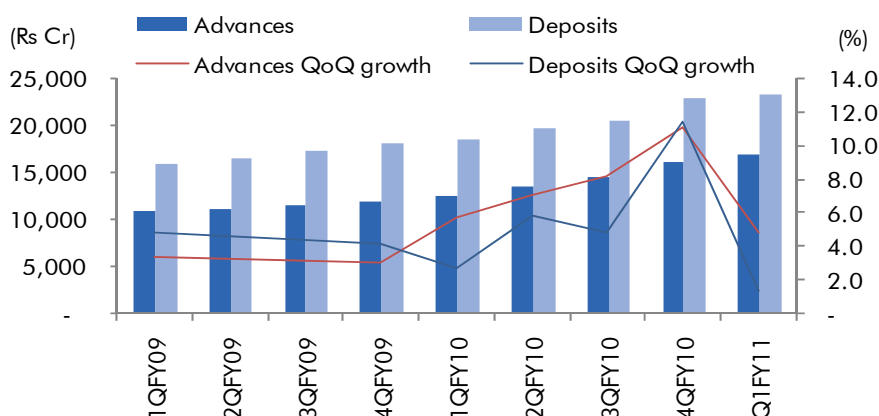 (Rs Cr)
Advances
Deposits
(%)
Advances QoQ growth
Deposits QoQ growth
25,000
20,000
15,000
10,000
5,000
-
14.0
12.0
10.0
8.0
6.0
4.0
2.0
-
1QFY09
2QFY09
3QFY09
4QFY09
1QFY10
2QFY10
3QFY10
4QFY10
Q1FY11